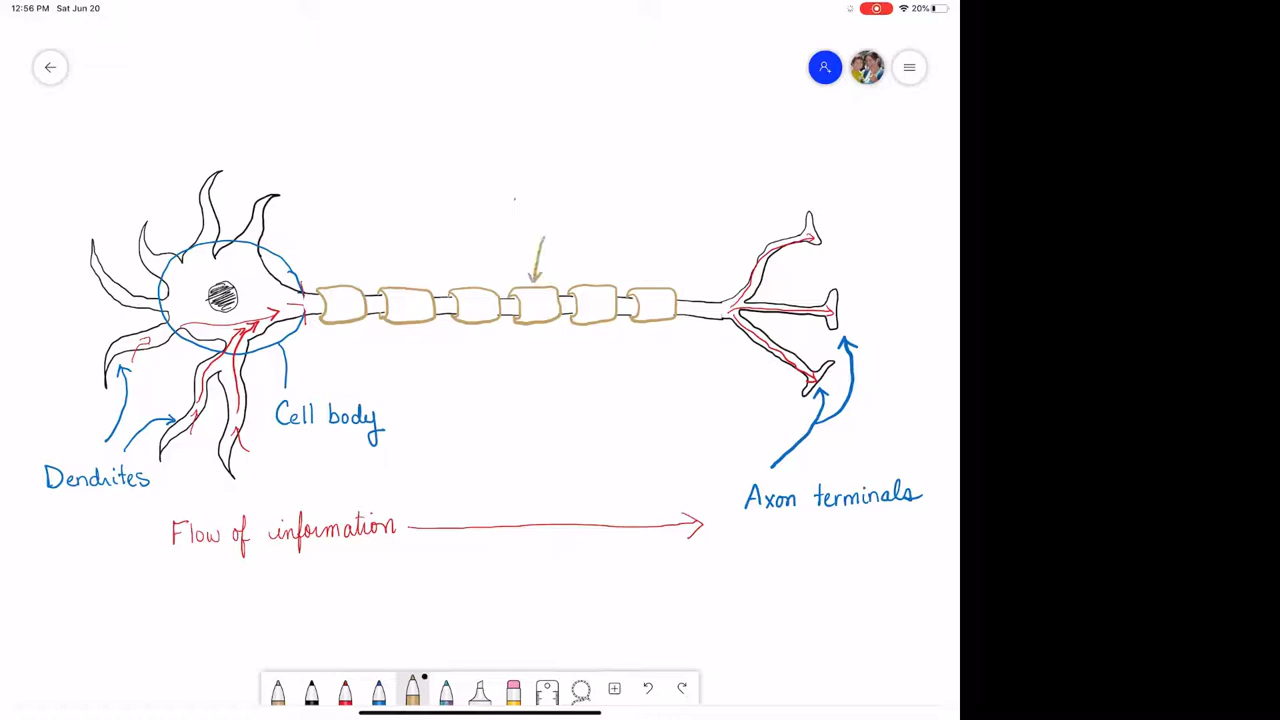 12:56 PM Sat Jun 20
20%
Cell body
Dendrites
Axon terminals
Flow of information